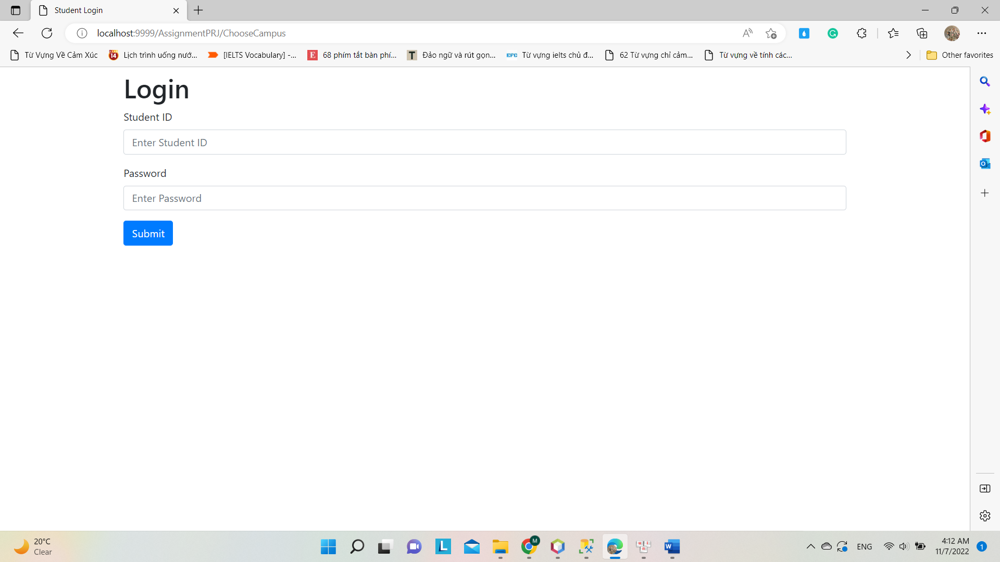 Student Login
localhost:9999/AssignmentPRJ/ChooseCampus
Từ Vựng Về Cảm Xúc
14
Lịch trình uống nướ...
[IELTS Vocabulary] -...
E
68 phím tắt bàn phí...
T
Đảo ngữ và rút gọn...
EFC
Từ vựng ielts chủ đ...
62 Từ vựng chỉ cảm...
Từ vựng về tính các...
Other favorites
Login
Student ID
Enter Student ID
Password
Enter Password
Submit
20°C
Clear
L
M
W
ENG
4:12 AM
11/7/2022
1